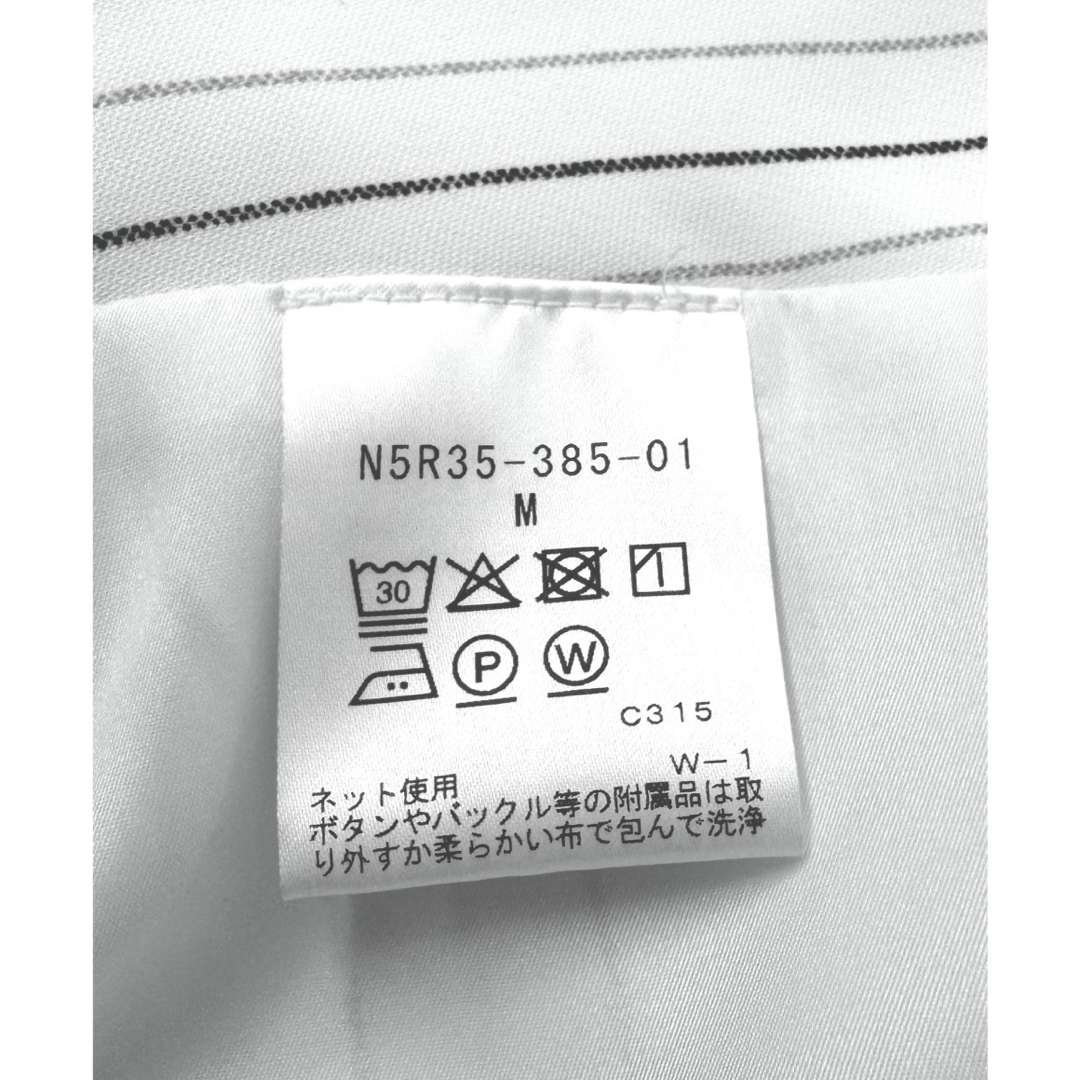 N5R35-385-01
M
30
P W
C315
W-1
ネット使用
ボタンやバックル等の附属品は取
り外すか柔らかい布で包んで洗浄